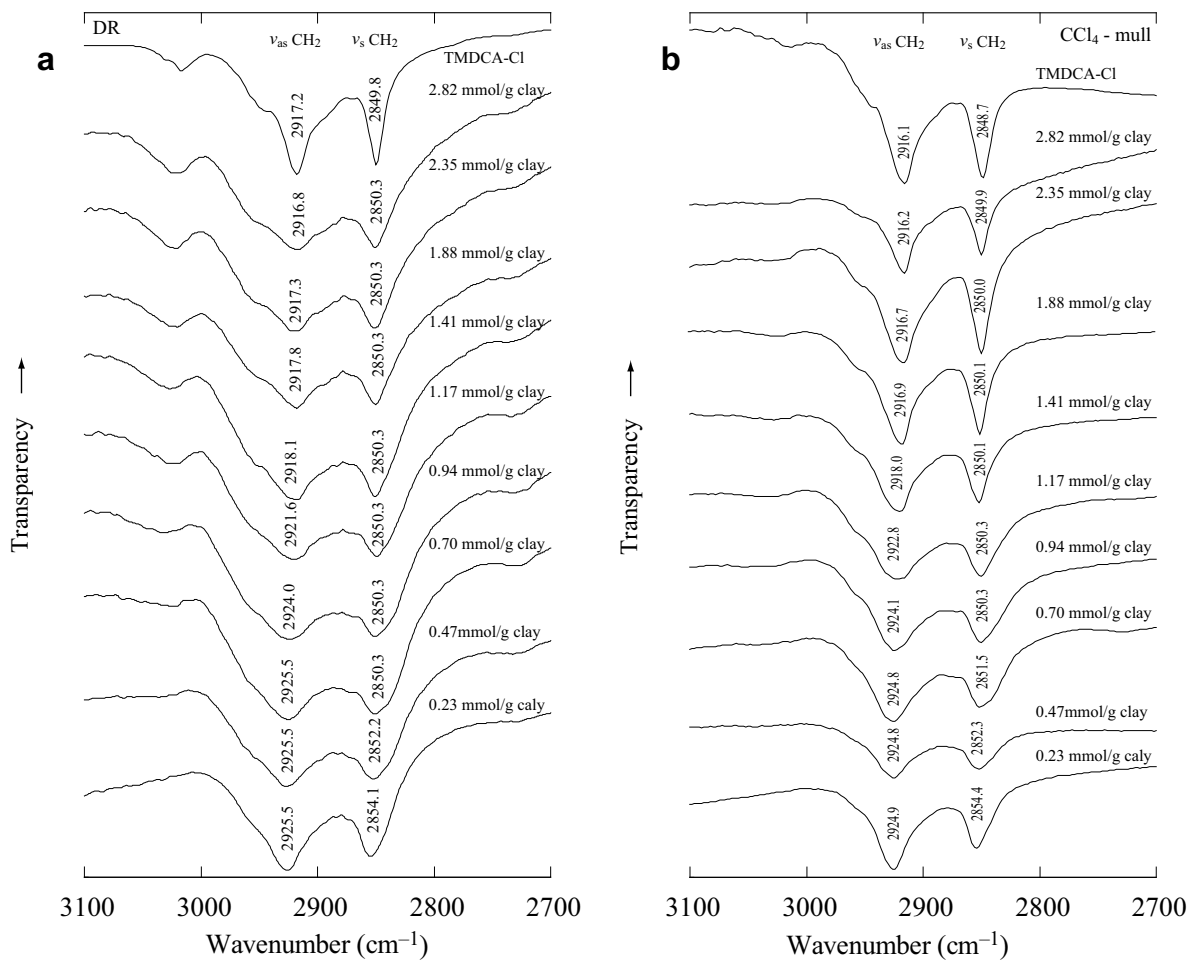 a
DR
νas CH2
νs CH2
TMDCA-Cl
2917.2
2849.8
2.82 mmol/g clay
2916.8
2850.3
2.35 mmol/g clay
2917.3
2850.3
1.88 mmol/g clay
2917.8
2850.3
1.41 mmol/g clay
2918.1
2850.3
1.17 mmol/g clay
2921.6
2850.3
0.94 mmol/g clay
2924.0
2850.3
0.70 mmol/g clay
2925.5
2850.3
0.47mmol/g clay
2925.5
2852.2
0.23 mmol/g caly
2925.5
2854.1
Transparency →
3100 3000 2900 2800 2700
Wavenumber (cm–1)
b
νas CH2
νs CH2
CCl4 - mull
TMDCA-Cl
2916.1
2848.7
2.82 mmol/g clay
2916.2
2849.9
2.35 mmol/g clay
2916.7
2850.0
1.88 mmol/g clay
2916.9
2850.1
1.41 mmol/g clay
2918.0
2850.1
1.17 mmol/g clay
2922.8
2850.3
0.94 mmol/g clay
2924.1
2850.3
0.70 mmol/g clay
2924.8
2851.5
0.47mmol/g clay
2924.8
2852.3
0.23 mmol/g caly
2924.9
2854.4
Transparency →
3100 3000 2900 2800 2700
Wavenumber (cm–1)